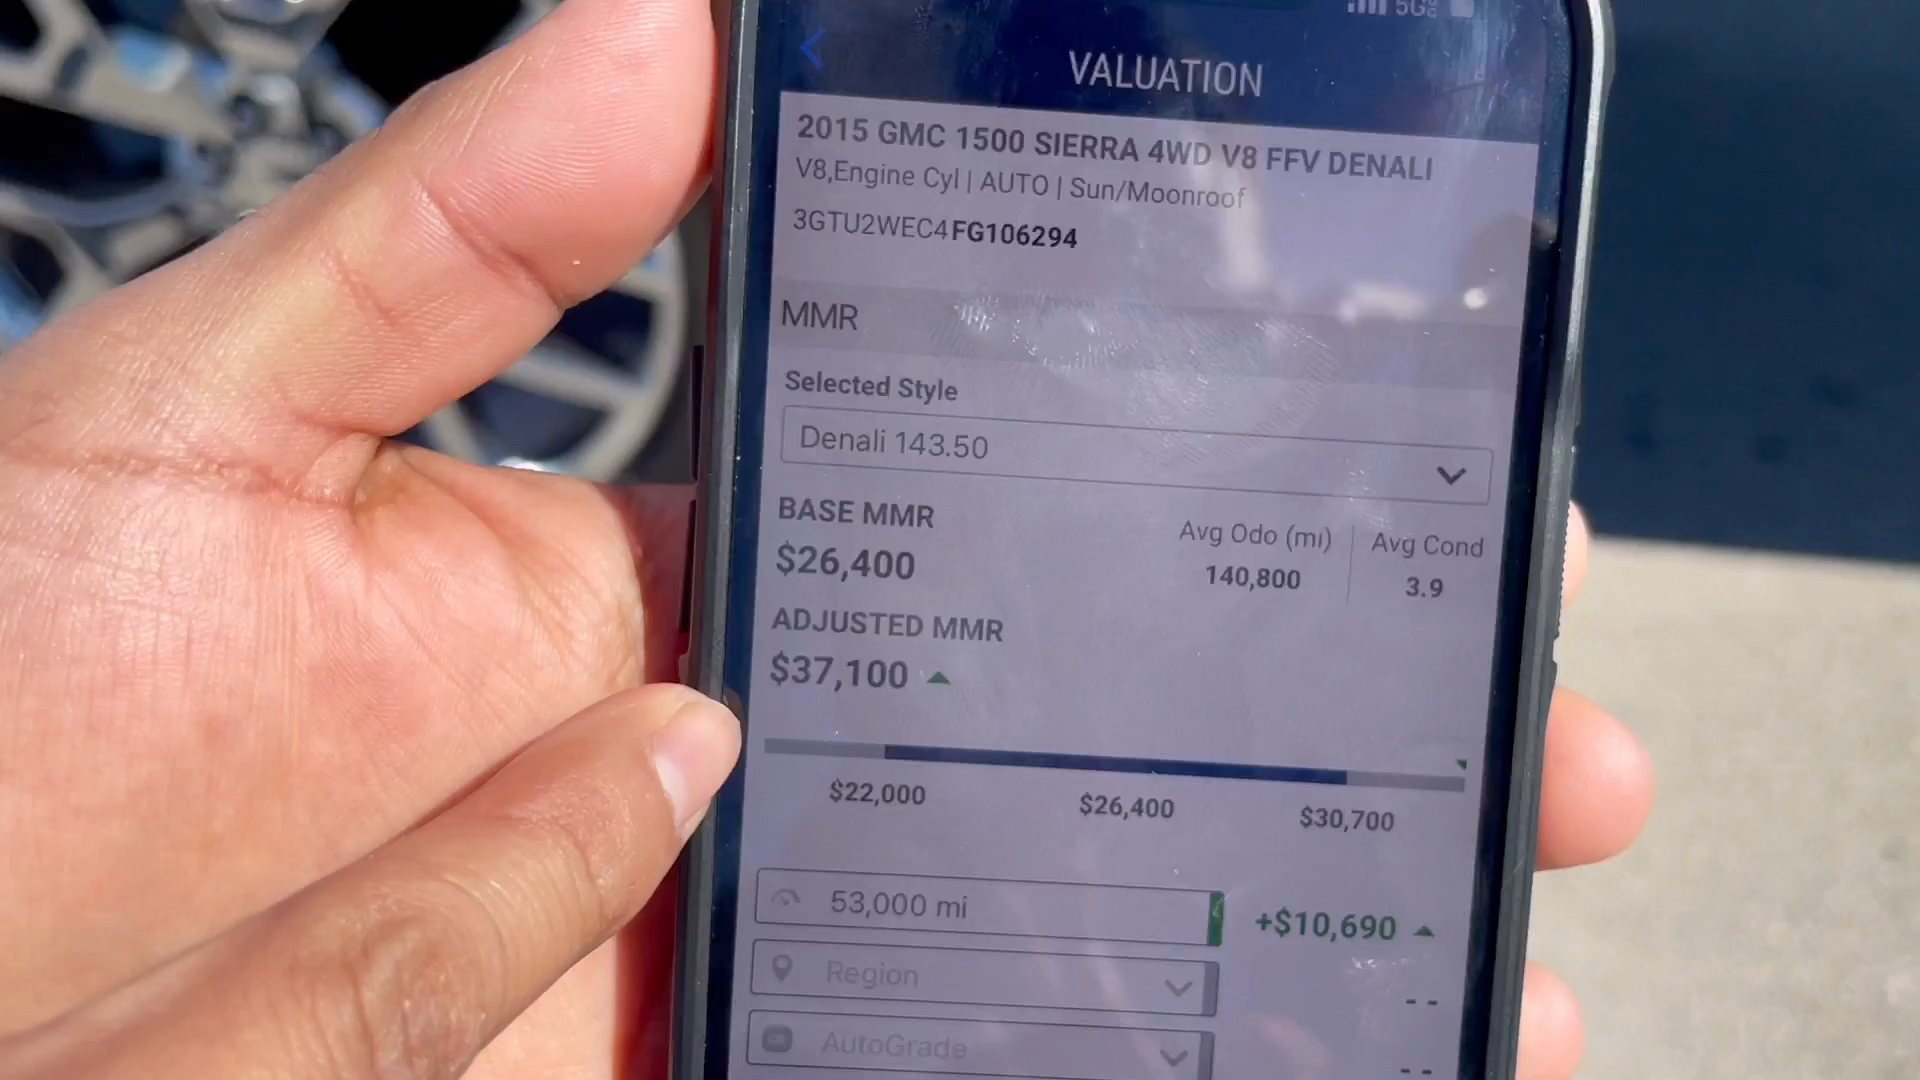 5G
VALUATION
2015 GMC 1500 SIERRA 4WD V8 FFV DENALI
V8,Engine Cyl | AUTO | Sun/Moonroof
3GTU2WEC4FG106294
MMR
Selected Style
Denali 143.50
BASE MMR
$26,400
Avg Odo (mi)
140,800
Avg Cond
3.9
ADJUSTED MMR
$37,100
$22,000
$26,400
$30,700
53,000 mi
+$10,690
Region
--
AutoGrade
--